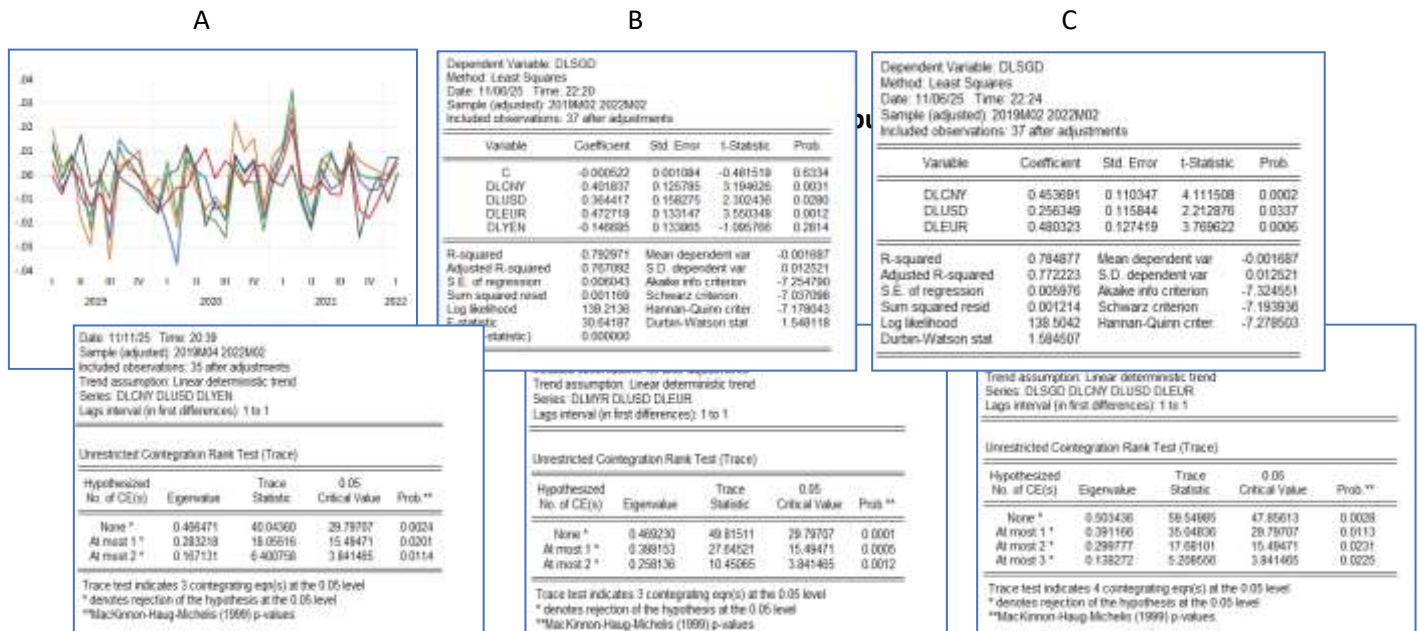 A
B
C
.04
.03
.02
.01
.00
-.01
-.02
-.03
-.04
I II III IV I II III IV I II III IV I
2019 2020 2021 2022
Dependent Variable: DLSGD
Method: Least Squares
Date: 11/06/25 Time: 22:20
Sample (adjusted): 2019M02 2022M02
Included observations: 37 after adjustments
Variable Coefficient Std. Error t-Statistic Prob.
C -0.000522 0.001084 -0.481519 0.6334
DLCNY 0.401837 0.125785 3.194626 0.0031
DLUSD 0.364417 0.158275 2.302436 0.0280
DLEUR 0.472718 0.133147 3.550348 0.0012
DLYEN -0.146695 0.133865 -1.095766 0.2814
R-squared 0.792971 Mean dependent var -0.001687
Adjusted R-squared 0.767092 S.D. dependent var 0.012521
S.E. of regression 0.006043 Akaike info criterion -7.254790
Sum squared resid 0.001169 Schwarz criterion -7.037098
Log likelihood 139.2136 Hannan-Quinn criter. -7.178043
F-statistic 30.64187 Durbin-Watson stat 1.548118
-statistic) 0.000000
Dependent Variable: DLSGD
Method: Least Squares
Date: 11/06/25 Time: 22:24
Sample (adjusted): 2019M02 2022M02
Included observations: 37 after adjustments
Variable Coefficient Std. Error t-Statistic Prob.
DLCNY 0.453691 0.110347 4.111508 0.0002
DLUSD 0.256349 0.115844 2.212876 0.0337
DLEUR 0.480323 0.127419 3.769622 0.0006
R-squared 0.784877 Mean dependent var -0.001687
Adjusted R-squared 0.772223 S.D. dependent var 0.012521
S.E. of regression 0.005976 Akaike info criterion -7.324551
Sum squared resid 0.001214 Schwarz criterion -7.193936
Log likelihood 138.5042 Hannan-Quinn criter. -7.278503
Durbin-Watson stat 1.584507
Date: 11/11/25 Time: 20:39
Sample (adjusted): 2019M04 2022M02
Included observations: 35 after adjustments
Trend assumption: Linear deterministic trend
Series: DLCNY DLUSD DLYEN
Lags interval (in first differences): 1 to 1
Unrestricted Cointegration Rank Test (Trace)
Hypothesized Trace 0.05
No. of CE(s) Eigenvalue Statistic Critical Value Prob.**
None * 0.466471 40.04360 29.79707 0.0024
At most 1 * 0.283218 18.05616 15.49471 0.0201
At most 2 * 0.167131 6.400758 3.841465 0.0114
Trace test indicates 3 cointegrating eqn(s) at the 0.05 level
* denotes rejection of the hypothesis at the 0.05 level
**MacKinnon-Haug-Michelis (1999) p-values
Trend assumption: Linear deterministic trend
Series: DLMYR DLUSD DLEUR
Lags interval (in first differences): 1 to 1
Unrestricted Cointegration Rank Test (Trace)
Hypothesized Trace 0.05
No. of CE(s) Eigenvalue Statistic Critical Value Prob.**
None * 0.469230 49.81511 29.79707 0.0001
At most 1 * 0.399153 27.64521 15.49471 0.0005
At most 2 * 0.258136 10.45065 3.841465 0.0012
Trace test indicates 3 cointegrating eqn(s) at the 0.05 level
* denotes rejection of the hypothesis at the 0.05 level
**MacKinnon-Haug-Michelis (1999) p-values
Trend assumption: Linear deterministic trend
Series: DLSGD DLCNY DLUSD DLEUR
Lags interval (in first differences): 1 to 1
Unrestricted Cointegration Rank Test (Trace)
Hypothesized Trace 0.05
No. of CE(s) Eigenvalue Statistic Critical Value Prob.**
None * 0.503436 59.54985 47.85613 0.0028
At most 1 * 0.391166 35.04836 29.79707 0.0113
At most 2 * 0.298777 17.68101 15.49471 0.0231
At most 3 * 0.138272 5.208556 3.841465 0.0225
Trace test indicates 4 cointegrating eqn(s) at the 0.05 level
* denotes rejection of the hypothesis at the 0.05 level
**MacKinnon-Haug-Michelis (1999) p-values